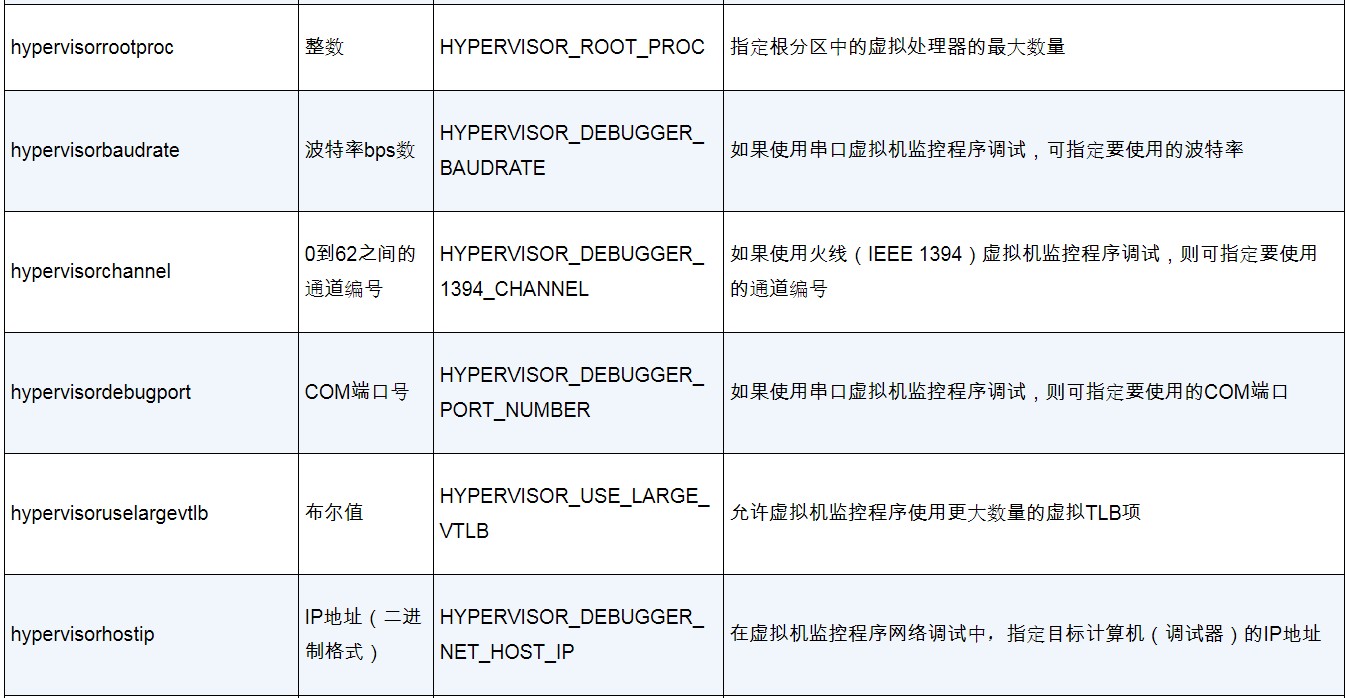 hypervisorrootproc
整数
HYPERVISOR_ROOT_PROC
指定根分区中的虚拟处理器的最大数量
hypervisorbaudrate
波特率bps数
HYPERVISOR_DEBUGGER_
BAUDRATE
如果使用串口虚拟机监控程序调试，可指定要使用的波特率
hypervisorchannel
0到62之间的
通道编号
HYPERVISOR_DEBUGGER_
1394_CHANNEL
如果使用火线（IEEE 1394）虚拟机监控程序调试，则可指定要使用
的通道编号
hypervisordebugport
COM端口号
HYPERVISOR_DEBUGGER_
PORT_NUMBER
如果使用串口虚拟机监控程序调试，则可指定要使用的COM端口
hypervisoruselargevtlb
布尔值
HYPERVISOR_USE_LARGE_
VTLB
允许虚拟机监控程序使用更大数量的虚拟TLB项
hypervisorhostip
IP地址（二进
制格式）
HYPERVISOR_DEBUGGER_
NET_HOST_IP
在虚拟机监控程序网络调试中，指定目标计算机（调试器）的IP地址